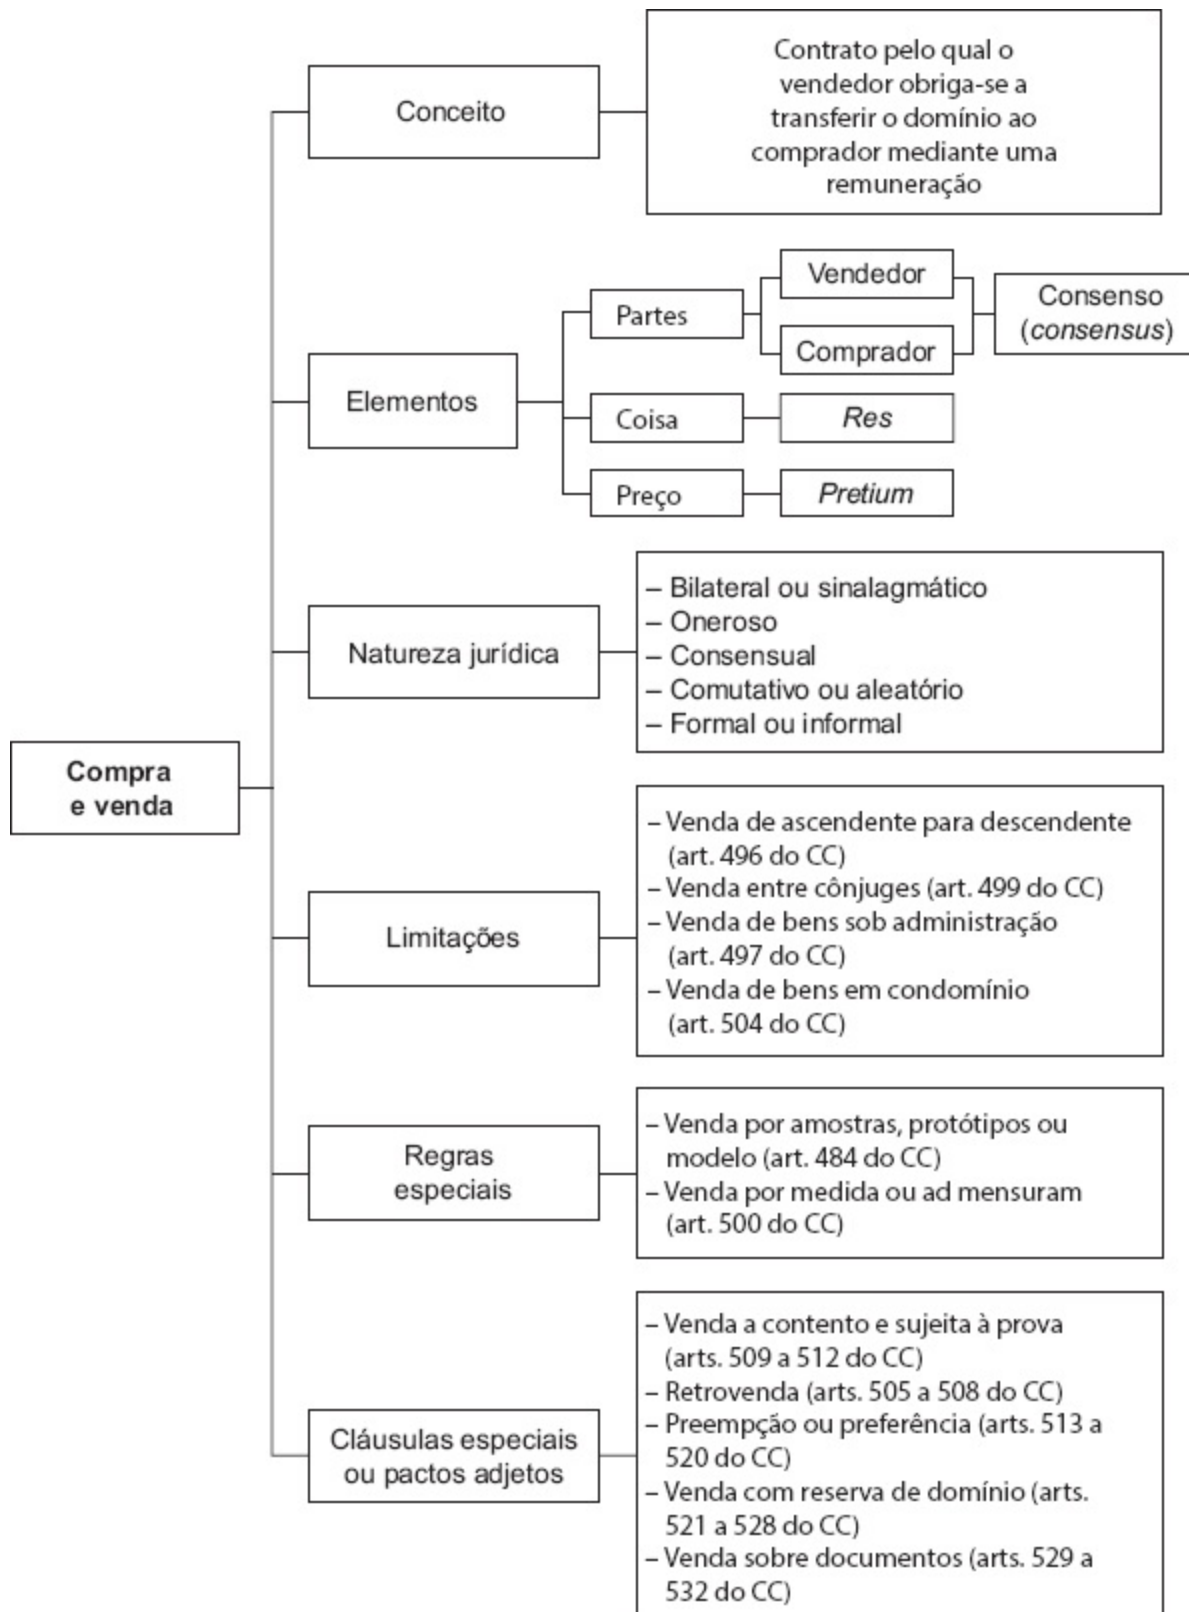 Conceito
Contrato pelo qual o
vendedor obriga-se a
transferir o domínio ao
comprador mediante uma
remuneração
Elementos
Partes
Vendedor
Comprador
Consenso
(consensus)
Coisa
Res
Preço
Pretium
Natureza jurídica
– Bilateral ou sinalagmático
– Oneroso
– Consensual
– Comutativo ou aleatório
– Formal ou informal
Compra
e venda
Limitações
– Venda de ascendente para descendente
(art. 496 do CC)
– Venda entre cônjuges (art. 499 do CC)
– Venda de bens sob administração
(art. 497 do CC)
– Venda de bens em condomínio
(art. 504 do CC)
Regras
especiais
– Venda por amostras, protótipos ou
modelo (art. 484 do CC)
– Venda por medida ou ad mensuram
(art. 500 do CC)
Cláusulas especiais
ou pactos adjetos
– Venda a contento e sujeita à prova
(arts. 509 a 512 do CC)
– Retrovenda (arts. 505 a 508 do CC)
– Preempção ou preferência (arts. 513 a
520 do CC)
– Venda com reserva de domínio (arts.
521 a 528 do CC)
– Venda sobre documentos (arts. 529 a
532 do CC)